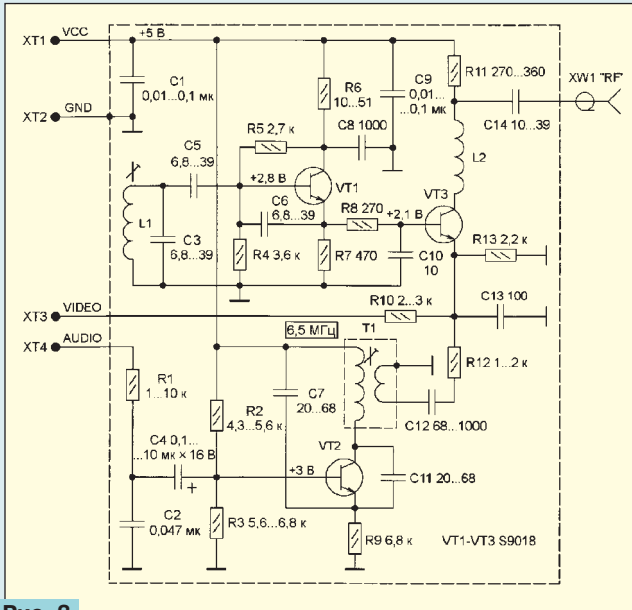 XT1 VCC
+5 В
C1
0,01...0,1 мк
XT2 GND
R6
10...51
C9
0,01...
...0,1 мк
R11 270...360
XW1 "RF"
C14 10...39
C5
6,8...39
R5 2,7 к
C8 1000
L2
+2,8 В
VT1
L1
C3
6,8...39
C6
6,8...39
R8 270
+2,1 В
VT3
R4 3,6 к
R7 470
C10
10
R13 2,2 к
XT3 VIDEO
R10 2...3 к
C13 100
XT4 AUDIO
6,5 МГц
T1
R1
1...10 к
C7
20...68
R12 1...2 к
R2
4,3...5,6 к
C12 68...1000
C4 0,1...
...10 мк × 16 В
+
VT2
+3 В
C11 20...68
C2
0,047 мк
R3 5,6...6,8 к
R9 6,8 к
VT1-VT3 S9018